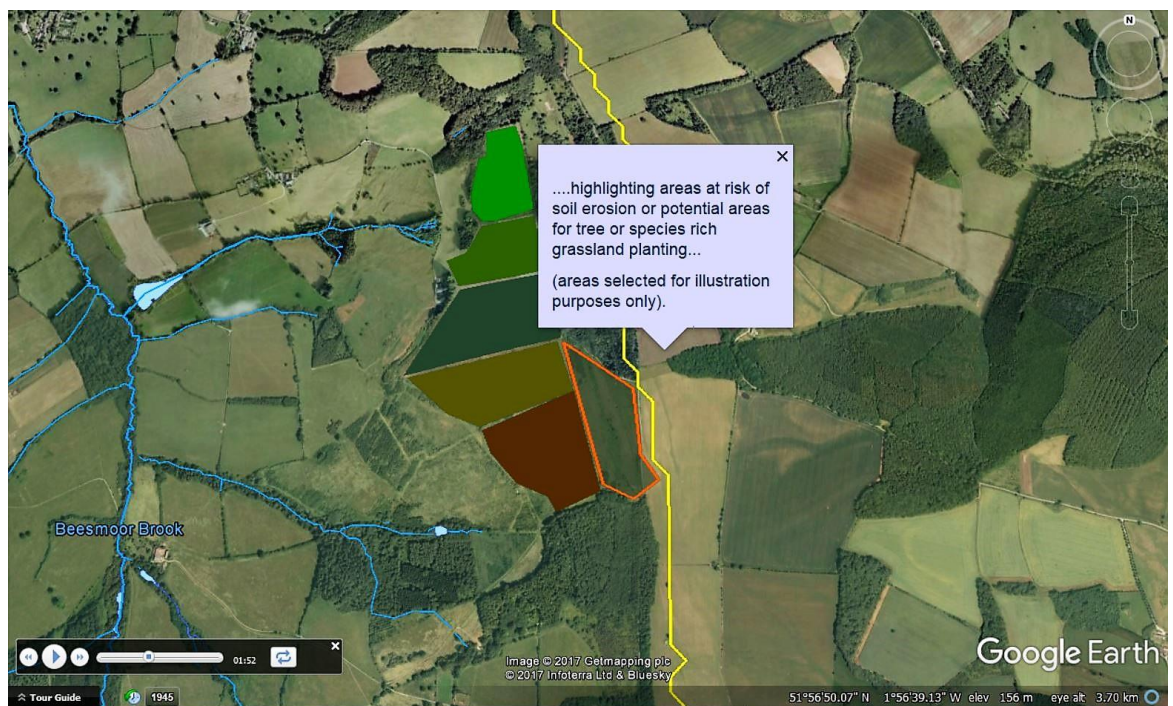 N
....highlighting areas at risk of
soil erosion or potential areas
for tree or species rich
grassland planting...
(areas selected for illustration
purposes only).
Beesmoor Brook
01:52
Image © 2017 Getmapping plc
© 2017 Infoterra Ltd & Bluesky
Google Earth
Tour Guide
1945
51°56'50.07" N 1°56'39.13" W elev 156 m eye alt 3.70 km